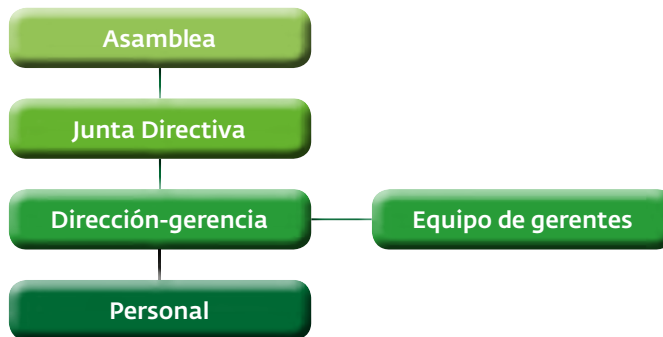 Asamblea
Junta Directiva
Dirección-gerencia
Equipo de gerentes
Personal